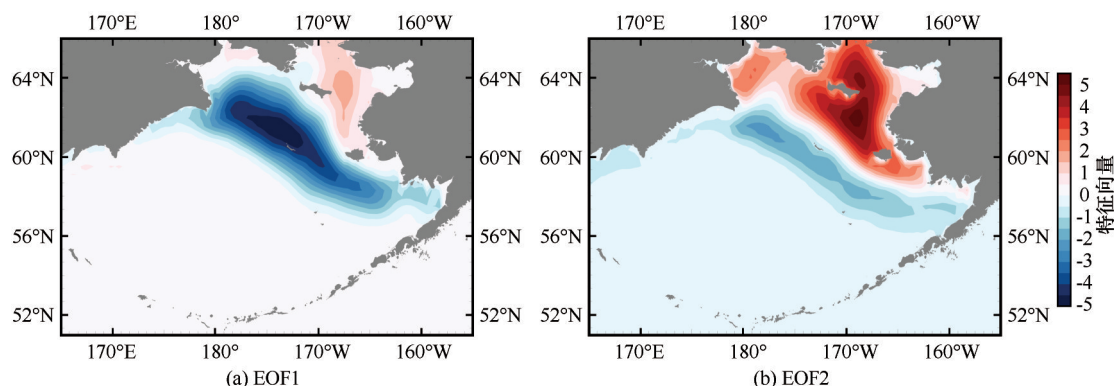 170°E 180° 170°W 160°W 170°E 180° 170°W 160°W
64°N 64°N 64°N 64°N
60°N 60°N 60°N 60°N
56°N 56°N 56°N 56°N
52°N 52°N 52°N 52°N
170°E 180° 170°W 160°W 170°E 180° 170°W 160°W
(a) EOF1 (b) EOF2
5
4
3
2
1
0
-1
-2
-3
-4
-5
特征向量